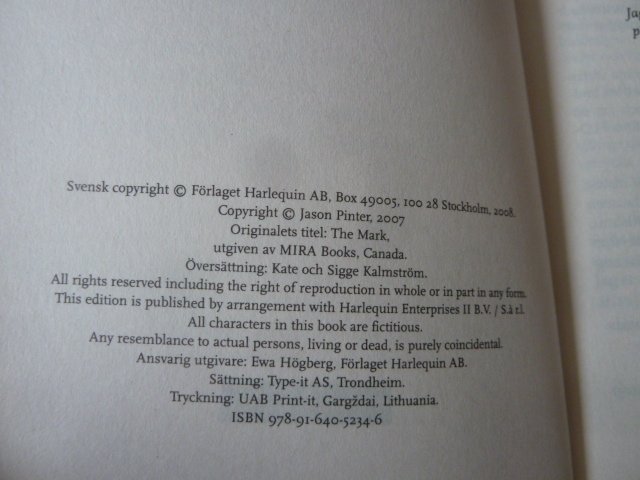 Svensk copyright © Förlaget Harlequin AB, Box 49005, 100 28 Stockholm, 2008.
Copyright © Jason Pinter, 2007
Originalets titel: The Mark,
utgiven av MIRA Books, Canada.
Översättning: Kate och Sigge Kalmström.
All rights reserved including the right of reproduction in whole or in part in any form.
This edition is published by arrangement with Harlequin Enterprises II B.V. / S.à r.l.
All characters in this book are fictitious.
Any resemblance to actual persons, living or dead, is purely coincidental.
Ansvarig utgivare: Ewa Högberg, Förlaget Harlequin AB.
Sättning: Type-it AS, Trondheim.
Tryckning: UAB Print-it, Gargždai, Lithuania.
ISBN 978-91-640-5234-6